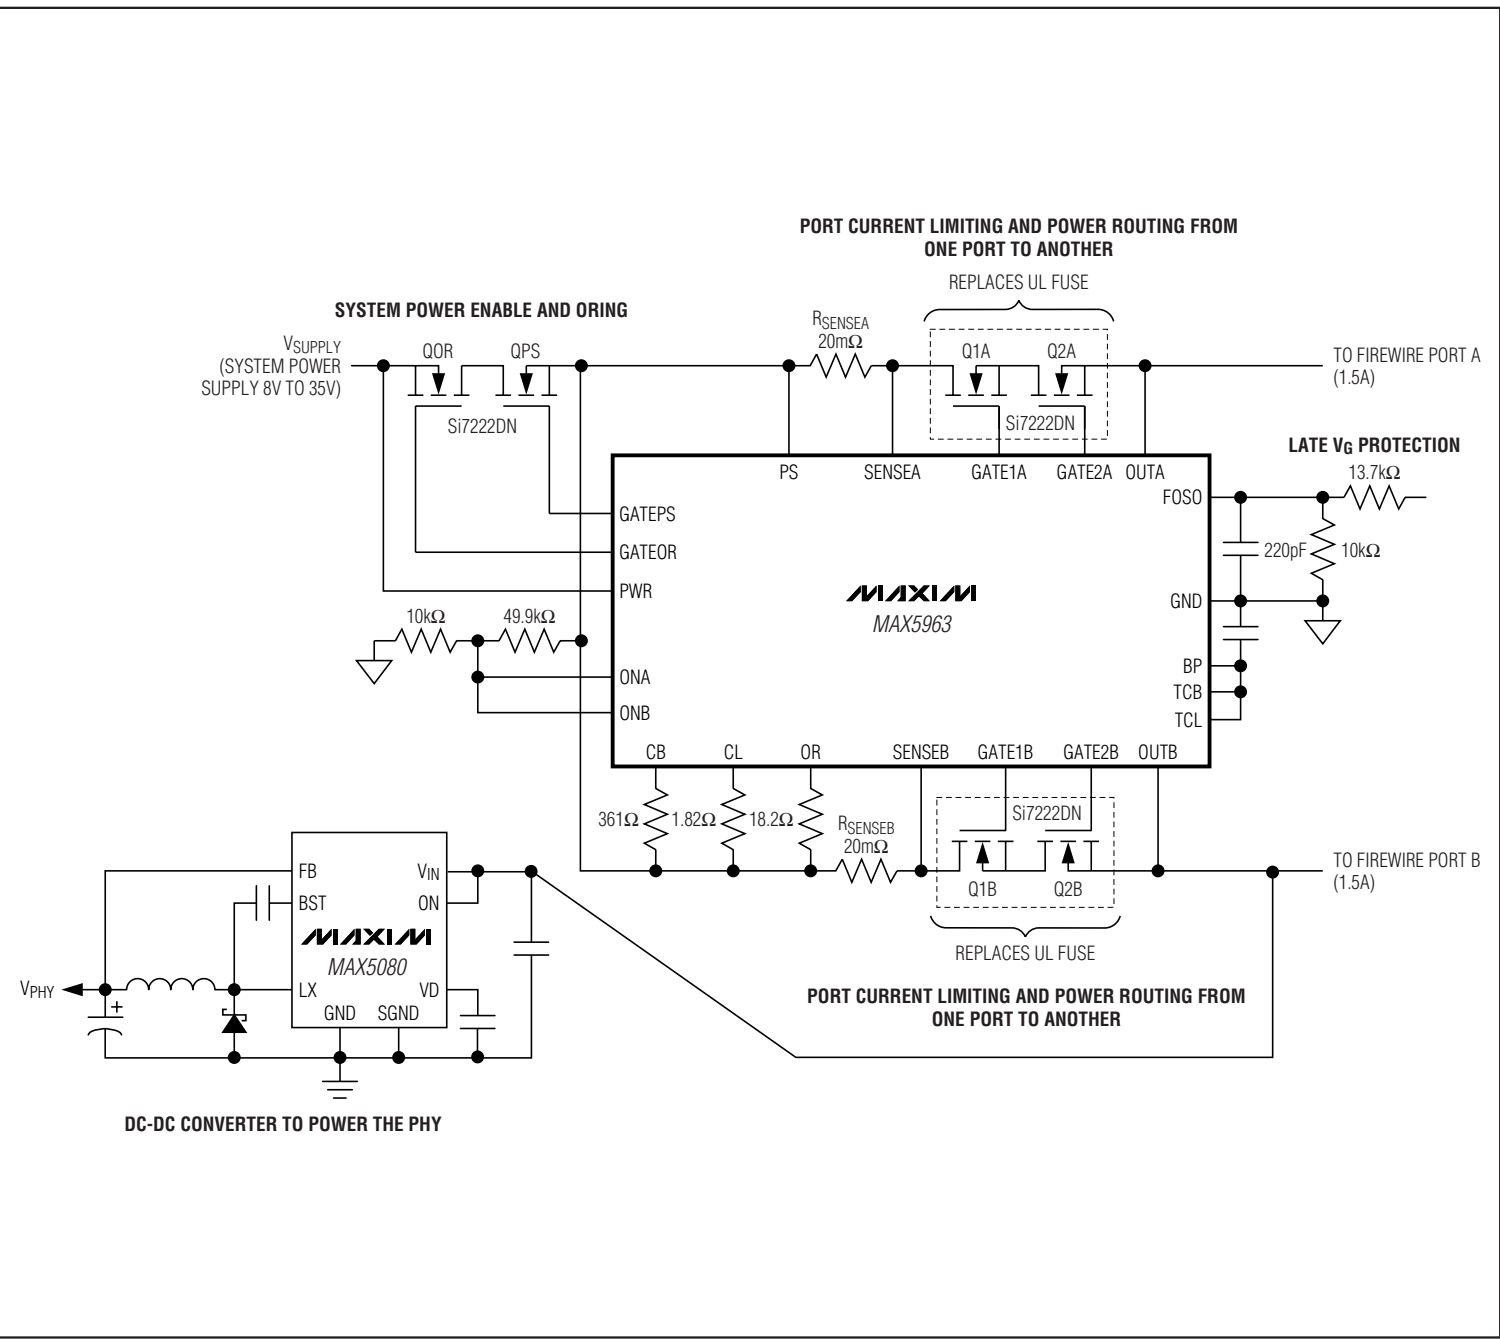 PORT CURRENT LIMITING AND POWER ROUTING FROM
ONE PORT TO ANOTHER
REPLACES UL FUSE
SYSTEM POWER ENABLE AND ORING
VSUPPLY
(SYSTEM POWER
SUPPLY 8V TO 35V)
QOR
QPS
Si7222DN
RSENSEA
20mΩ
Q1A
Q2A
Si7222DN
TO FIREWIRE PORT A
(1.5A)
LATE VG PROTECTION
13.7kΩ
PS
SENSEA
GATE1A
GATE2A
OUTA
FOSO
GATEPS
GATEOR
PWR
220pF
10kΩ
MAXIM
MAX5963
GND
10kΩ
49.9kΩ
ONA
ONB
BP
TCB
TCL
CB
CL
OR
SENSEB
GATE1B
GATE2B
OUTB
361Ω
1.82Ω
18.2Ω
RSENSEB
20mΩ
Si7222DN
Q1B
Q2B
TO FIREWIRE PORT B
(1.5A)
REPLACES UL FUSE
PORT CURRENT LIMITING AND POWER ROUTING FROM
ONE PORT TO ANOTHER
FB
VIN
BST
ON
MAXIM
MAX5080
VPHY
LX
VD
+
GND
SGND
DC-DC CONVERTER TO POWER THE PHY